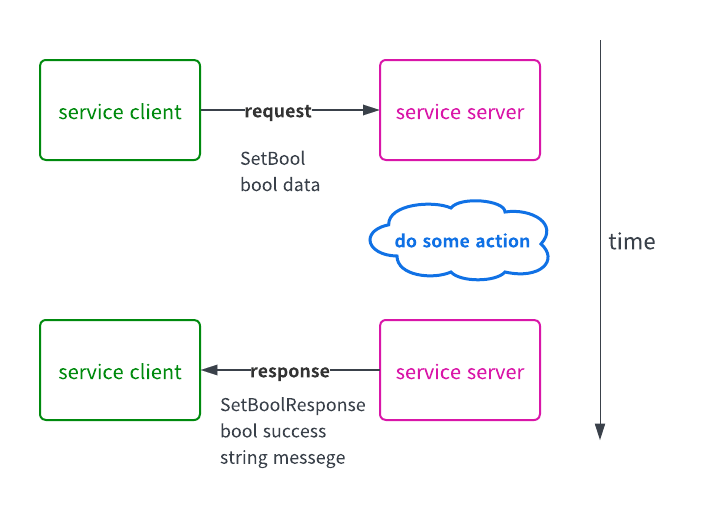 service client
request
service server
SetBool
bool data
do some action
time
service client
response
service server
SetBoolResponse
bool success
string messege